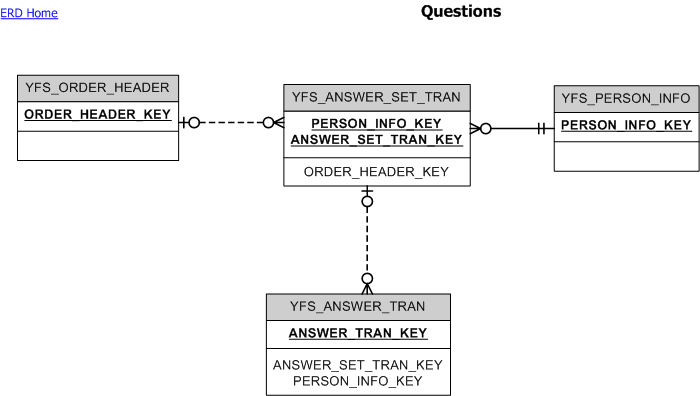 ERD Home
Questions
YFS_ORDER_HEADER
ORDER_HEADER_KEY
YFS_ANSWER_SET_TRAN
PERSON_INFO_KEY
ANSWER_SET_TRAN_KEY
ORDER_HEADER_KEY
YFS_PERSON_INFO
PERSON_INFO_KEY
YFS_ANSWER_TRAN
ANSWER_TRAN_KEY
ANSWER_SET_TRAN_KEY
PERSON_INFO_KEY